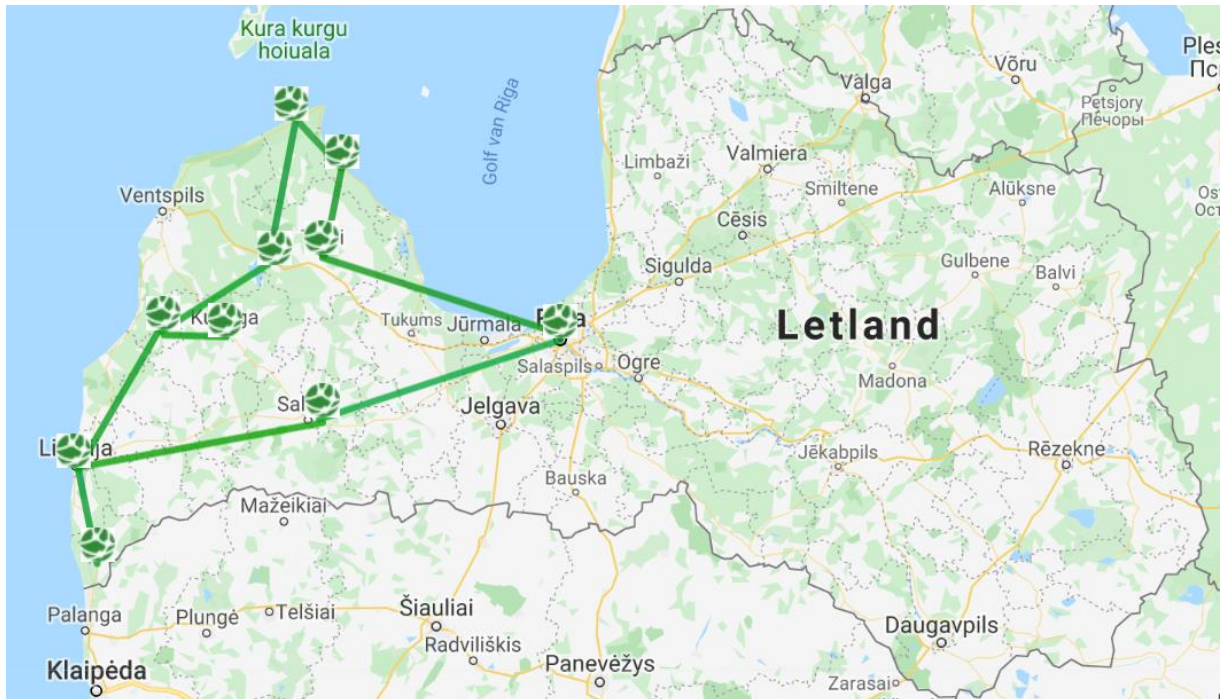 Kura kurgu
hoiuala
Golf van Riga
Ventspils
Valga
Võru
Petsjory
Печоры
Limbaži
Valmiera
Smiltene
Alūksne
Cēsis
Sigulda
Gulbene
Balvi
Tukums
Jūrmala
Salaspils
Ogre
Letland
Madona
Jelgava
Jēkabpils
Rēzekne
Bauska
Mažeikiai
Palanga
Plungė
Telšiai
Šiauliai
Radviliškis
Daugavpils
Klaipėda
Panevėžys
Zarasai